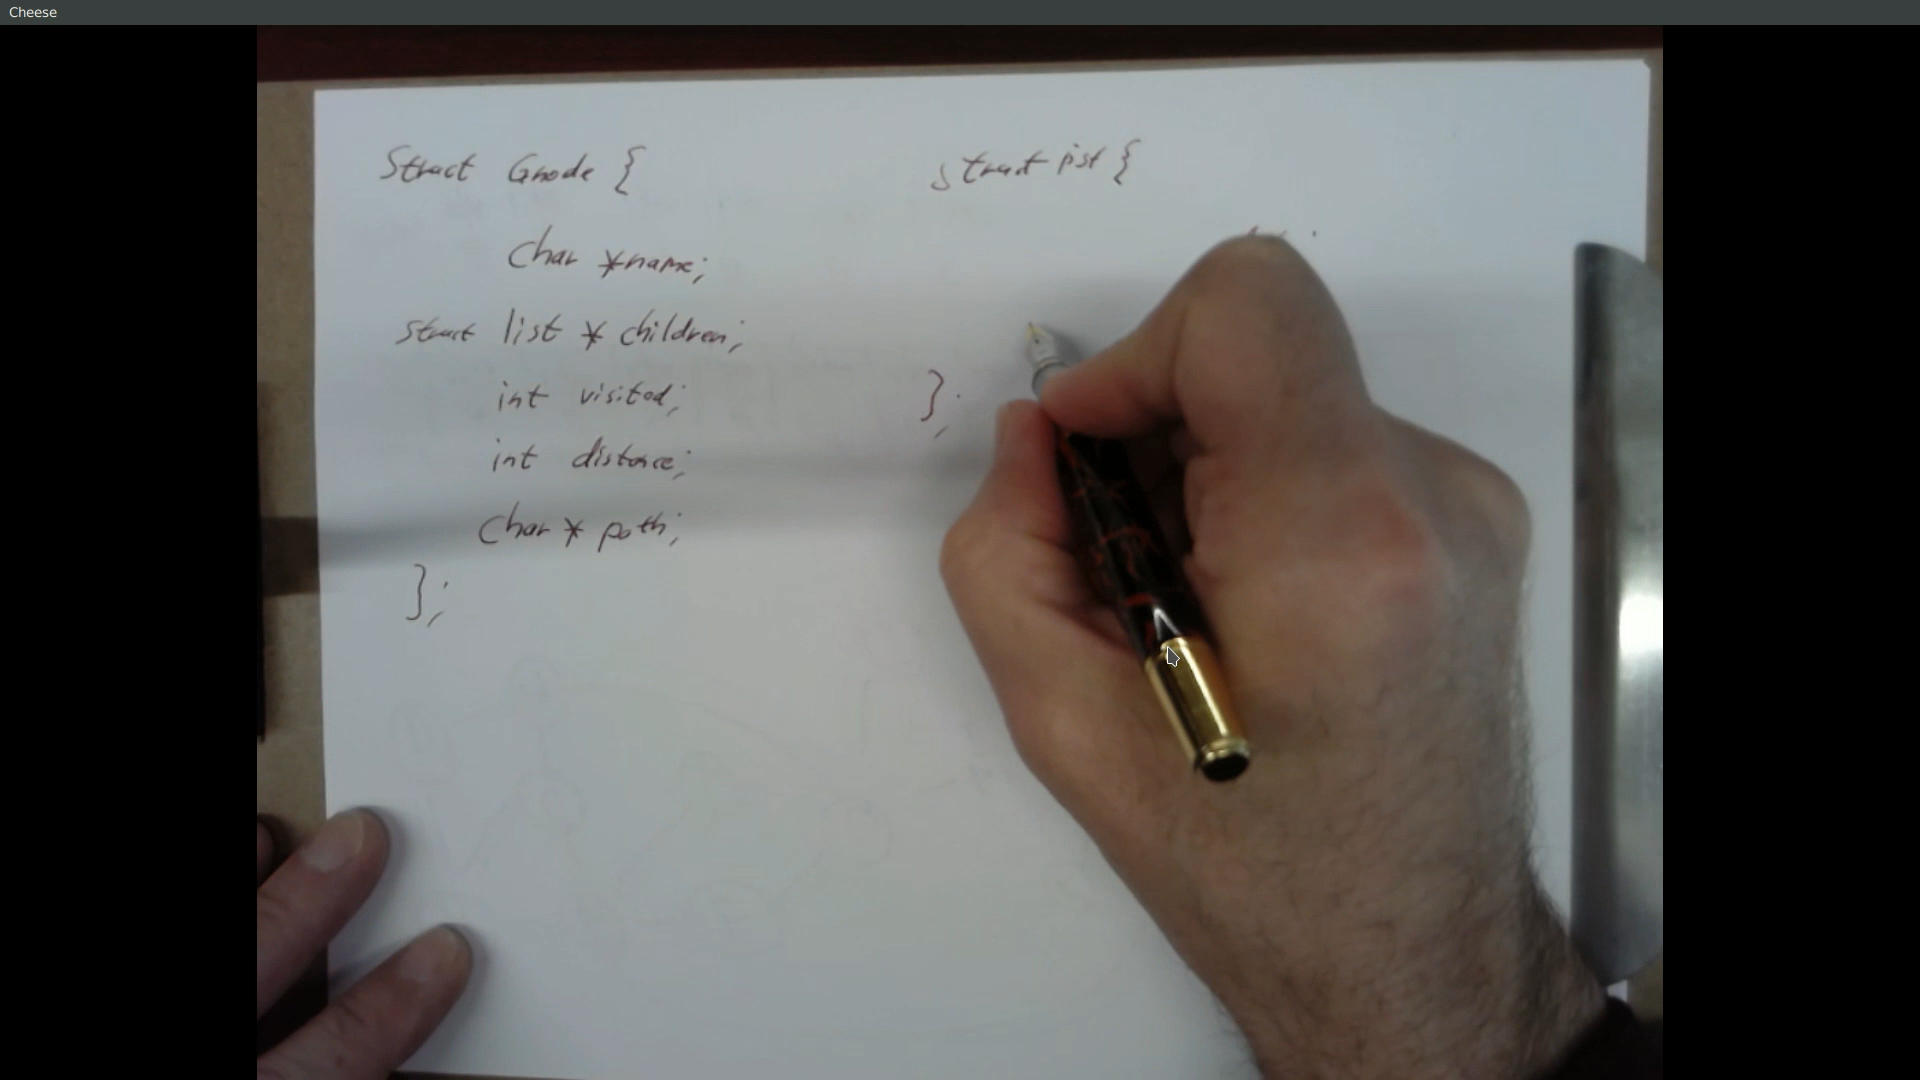 Cheese
Struct Gnode {
char *name;
struct list * children;
int visited;
int distance;
char * path;
};
struct list {
};